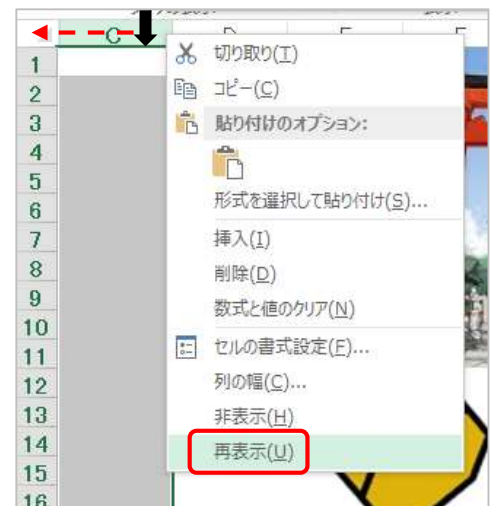 C
1
2
3
4
5
6
7
8
9
10
11
12
13
14
15
16
切り取り(T)
コピー(C)
貼り付けのオプション:
形式を選択して貼り付け(S)...
挿入(I)
削除(D)
数式と値のクリア(N)
セルの書式設定(F)...
列の幅(C)...
非表示(H)
再表示(U)